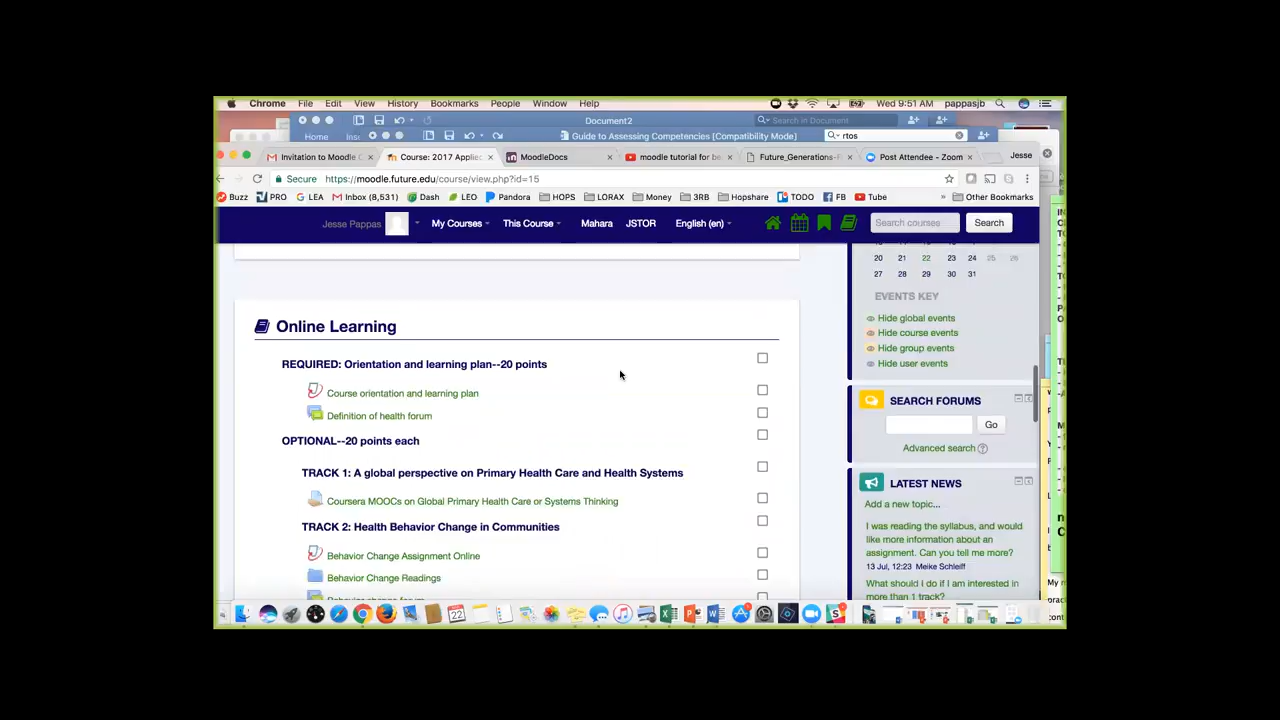 Chrome File Edit View History Bookmarks People Window Help Wed 9:51 AM pappasjb
Document2 Search in Document
Home Guide to Assessing Competencies [Compatibility Mode] rtos
Invitation to Moodle C Course: 2017 Applied MoodleDocs moodle tutorial for be Future_Generations- Post Attendee - Zoom Jesse
Secure https://moodle.future.edu/course/view.php?id=15
Buzz PRO LEA Inbox (8,531) Dash LEO Pandora HOPS LORAX Money 3RB Hopshare TODO FB Tube » Other Bookmarks
Jesse Pappas My Courses This Course Mahara JSTOR English (en) Search courses Search
20 21 22 23 24 25 26
27 28 29 30 31
EVENTS KEY
Hide global events
Hide course events
Hide group events
Hide user events
Online Learning
REQUIRED: Orientation and learning plan--20 points
Course orientation and learning plan
Definition of health forum
OPTIONAL--20 points each
TRACK 1: A global perspective on Primary Health Care and Health Systems
Coursera MOOCs on Global Primary Health Care or Systems Thinking
TRACK 2: Health Behavior Change in Communities
Behavior Change Assignment Online
Behavior Change Readings
SEARCH FORUMS
Go
Advanced search
LATEST NEWS
Add a new topic...
I was reading the syllabus, and would
like more information about an
assignment. Can you tell me more?
13 Jul, 12:23 Meike Schleiff
What should I do if I am interested in
more than 1 track?
22